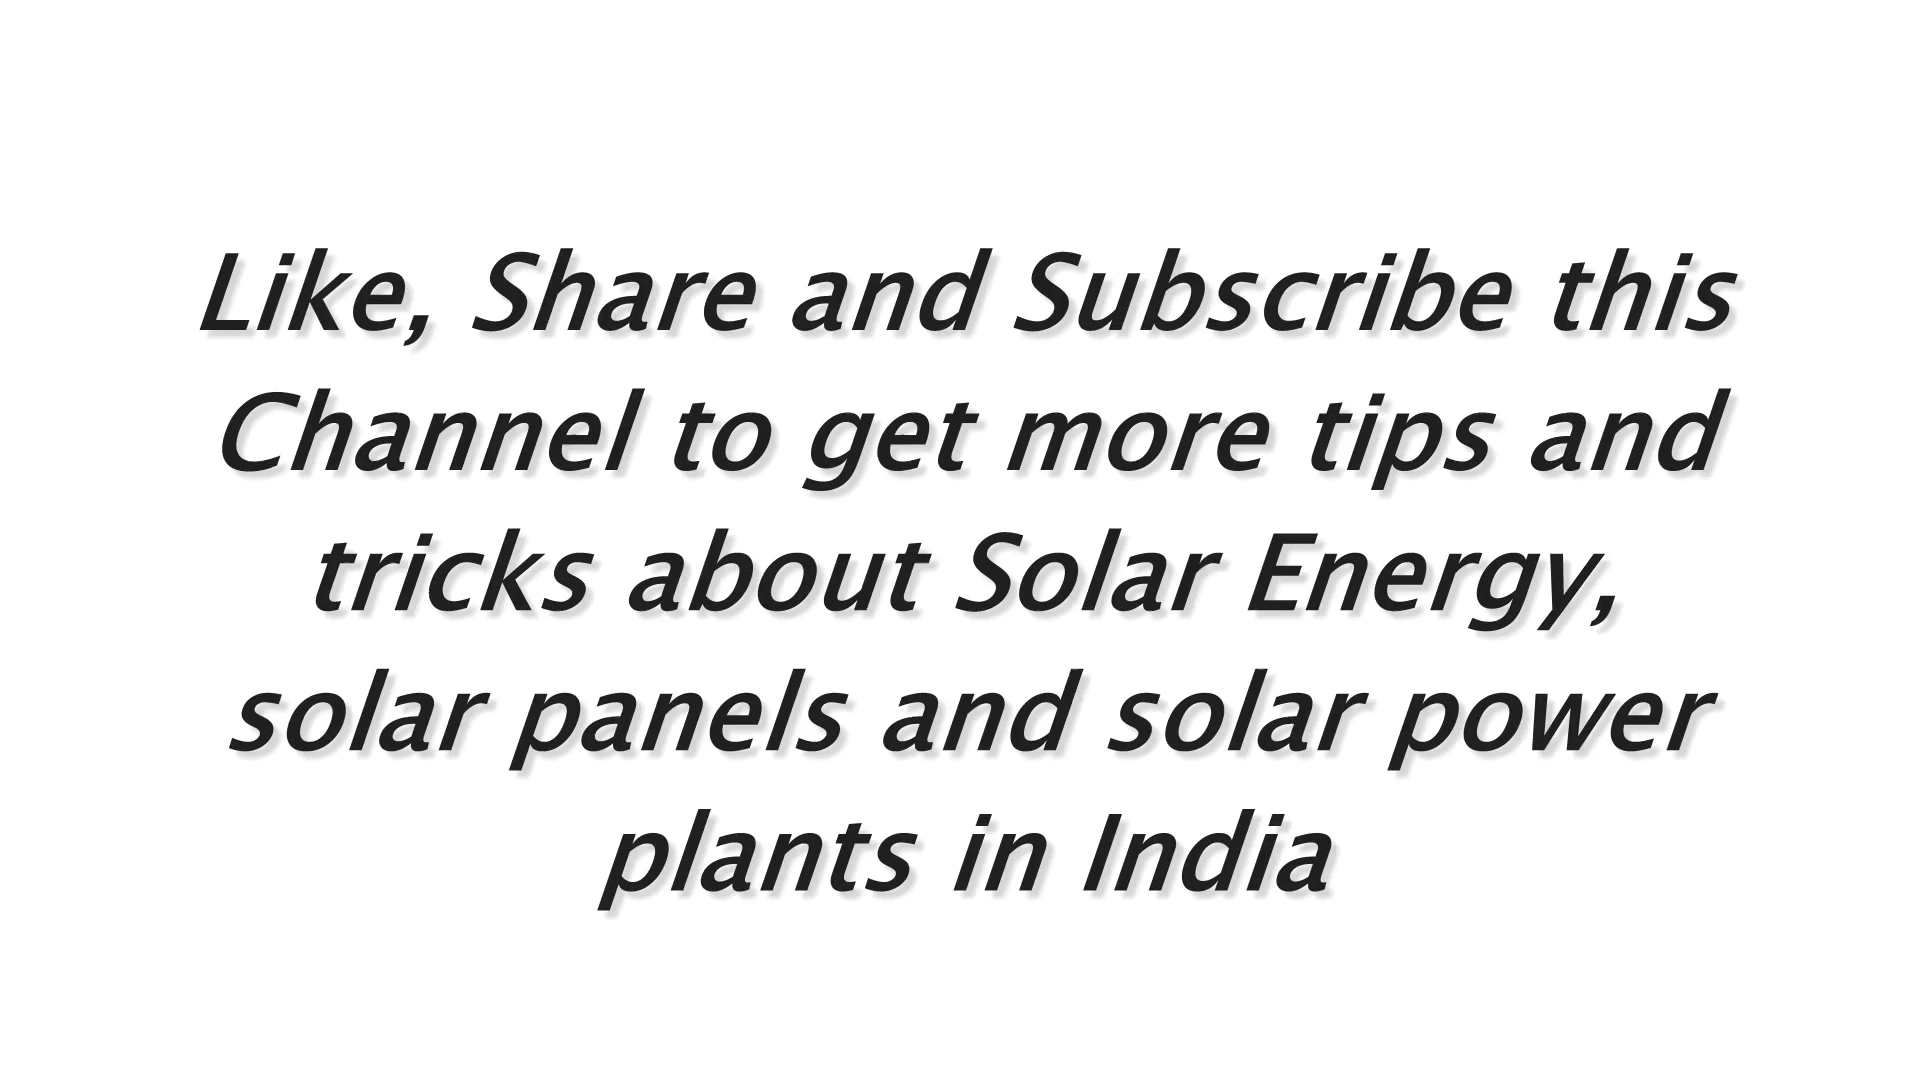 Like, Share and Subscribe this
Channel to get more tips and
tricks about Solar Energy,
solar panels and solar power
plants in India